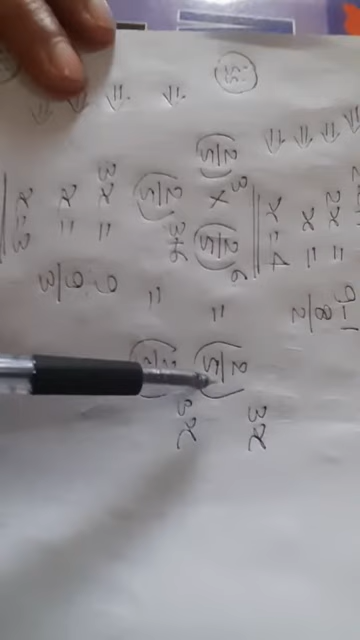 2x = 9-1
⇒ x = 8/2
⇒ x = 4
(iii) (2/5)^3 × (2/5)^6 = (2/5)^3x
⇒ (2/5)^3+6 = (2/5)^3x
⇒ 3x = 9
⇒ x = 9/3
x = 3